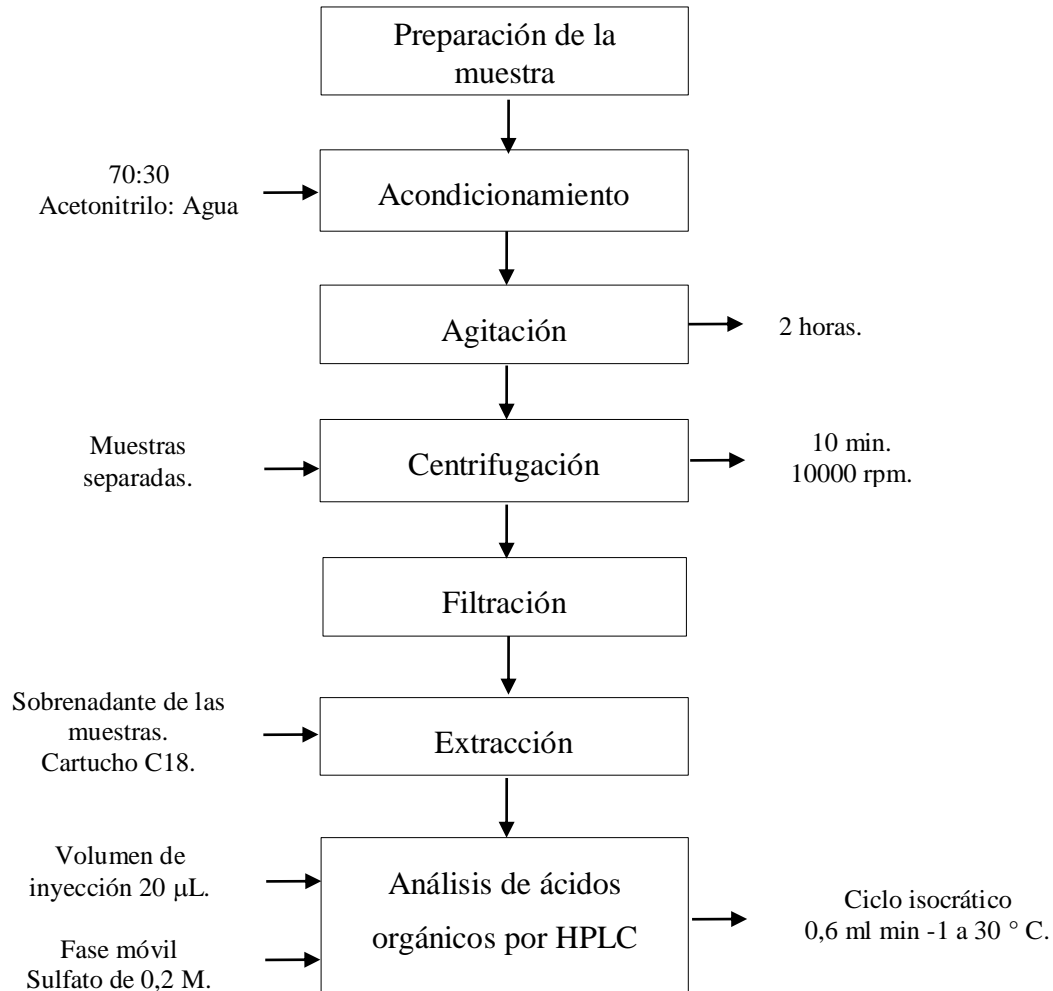 Preparación de la
muestra
70:30
Acetonitrilo: Agua
Acondicionamiento
Agitación
2 horas.
Muestras
separadas.
Centrifugación
10 min.
10000 rpm.
Filtración
Sobrenadante de las
muestras.
Cartucho C18.
Extracción
Volumen de
inyección 20 μL.
Fase móvil
Sulfato de 0,2 M.
Análisis de ácidos
orgánicos por HPLC
Ciclo isocrático
0,6 ml min -1 a 30 ° C.